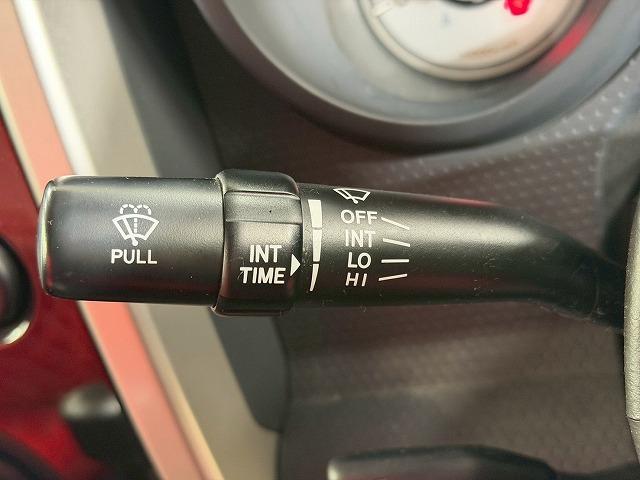 PULL
INT
TIME
OFF
INT
LO
HI